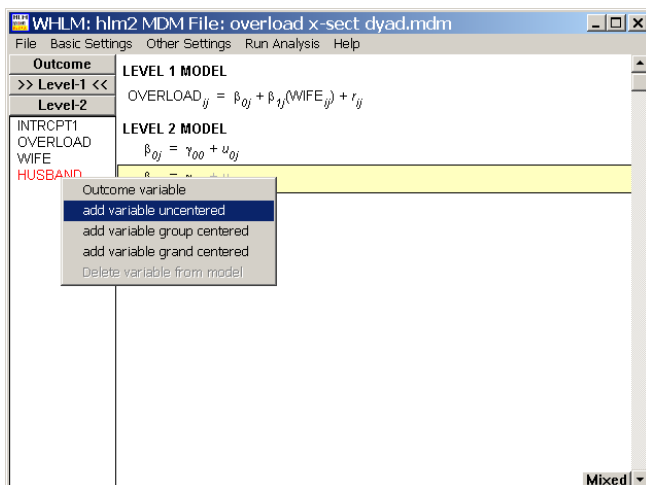 WHLM: hlm2 MDM File: overload x-sect dyad.mdm
File Basic Settings Other Settings Run Analysis Help
Outcome
>> Level-1 <<
Level-2
INTRCPT1
OVERLOAD
WIFE
HUSBAND
LEVEL 1 MODEL
OVERLOADij = β0j + β1j(WIFEij) + rij
LEVEL 2 MODEL
β0j = γ00 + u0j
Outcome variable
add variable uncentered
add variable group centered
add variable grand centered
Delete variable from model
Mixed